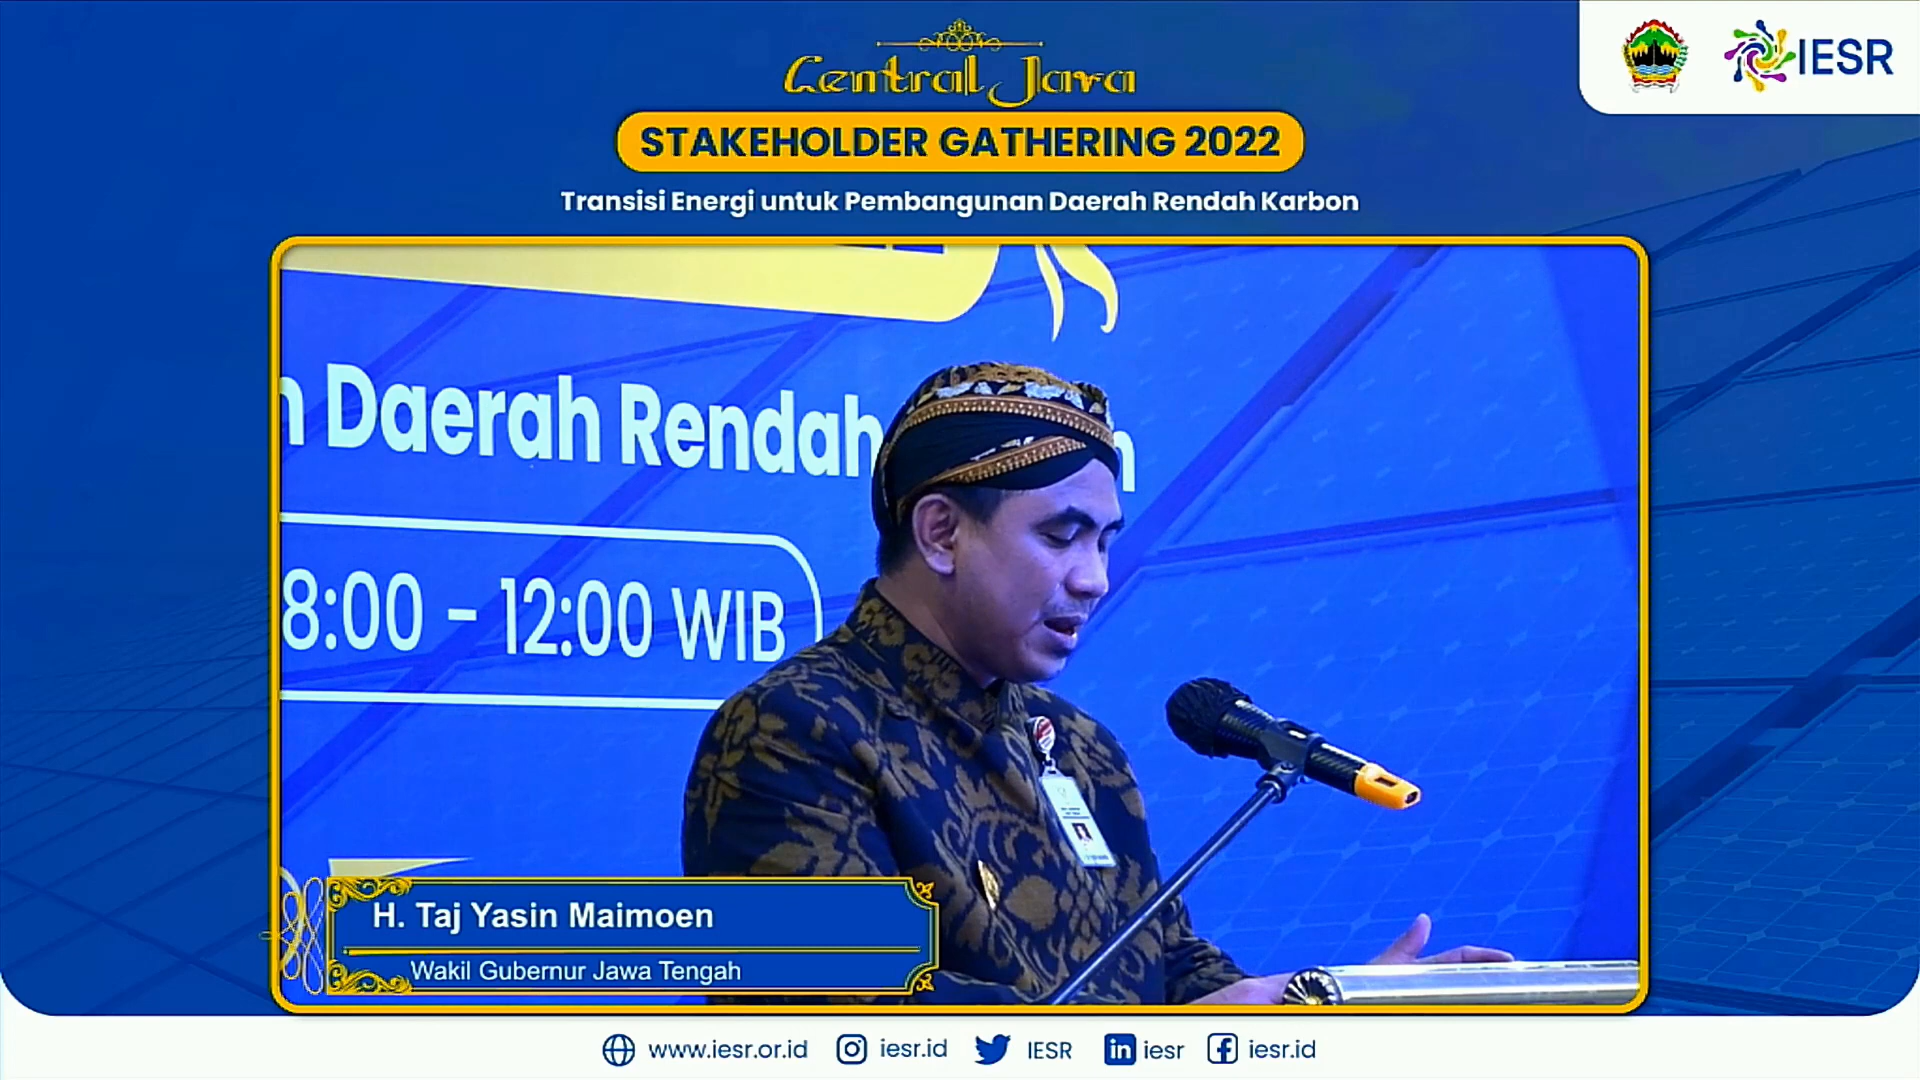 Central Java
STAKEHOLDER GATHERING 2022
Transisi Energi untuk Pembangunan Daerah Rendah Karbon
IESR
n Daerah Rendah
n
8:00 - 12:00 WIB
H. Taj Yasin Maimoen
Wakil Gubernur Jawa Tengah
www.iesr.or.id iesr.id IESR iesr iesr.id